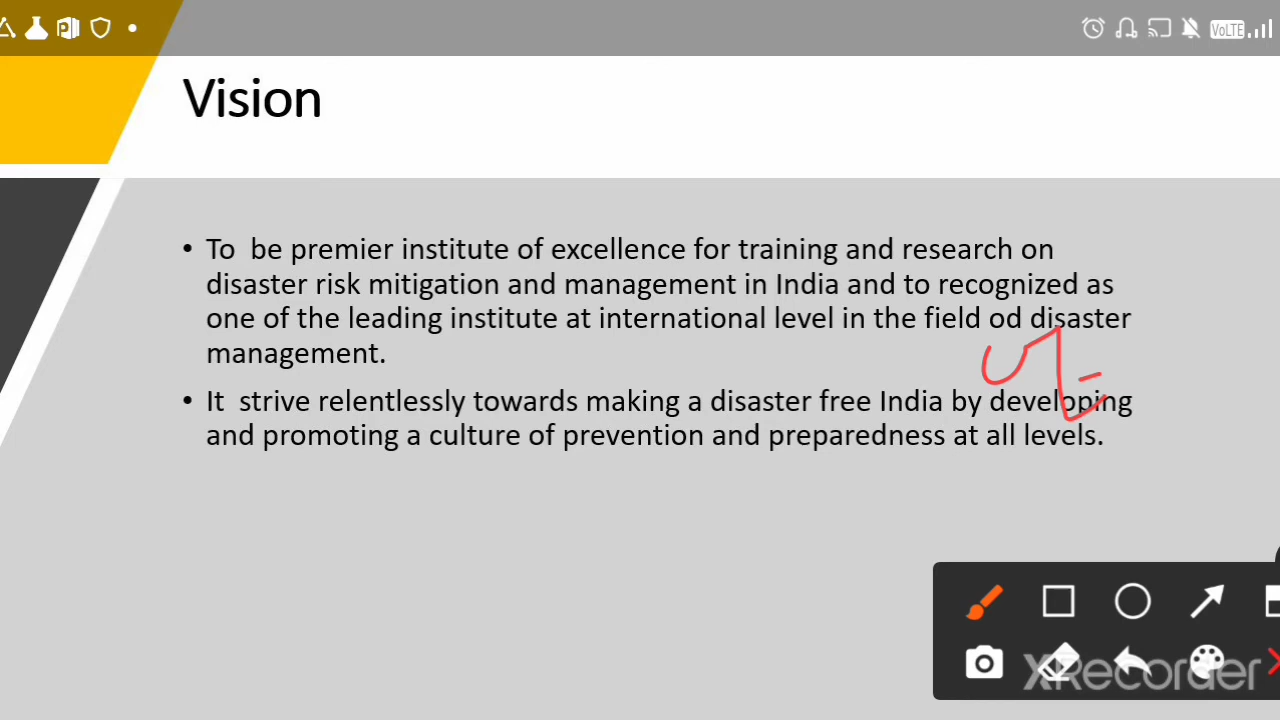 VoLTE
Vision
• To be premier institute of excellence for training and research on
disaster risk mitigation and management in India and to recognized as
one of the leading institute at international level in the field od disaster
management.
of
• It strive relentlessly towards making a disaster free India by developing
and promoting a culture of prevention and preparedness at all levels.
XRecorder